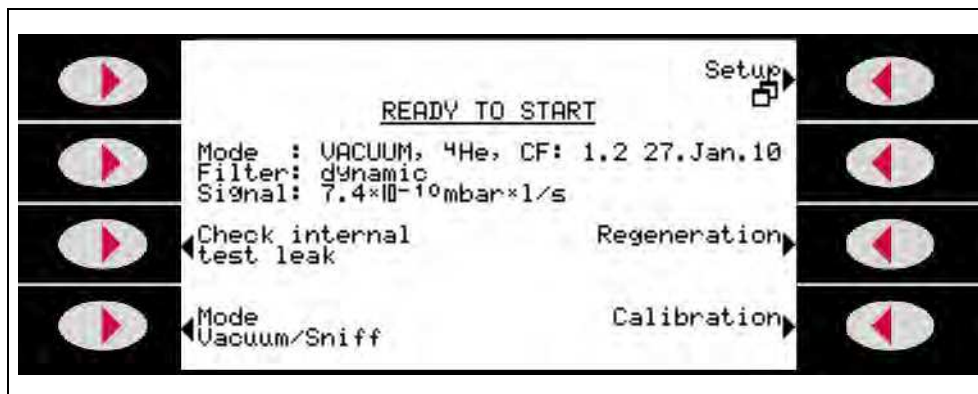 Setup
READY TO START
Mode : VACUUM, ⁴He, CF: 1.2 27.Jan.10
Filter: dynamic
Signal: 7.4×10⁻¹⁰mbar×l/s
Check internal
test leak
Regeneration
Mode
Vacuum/Sniff
Calibration